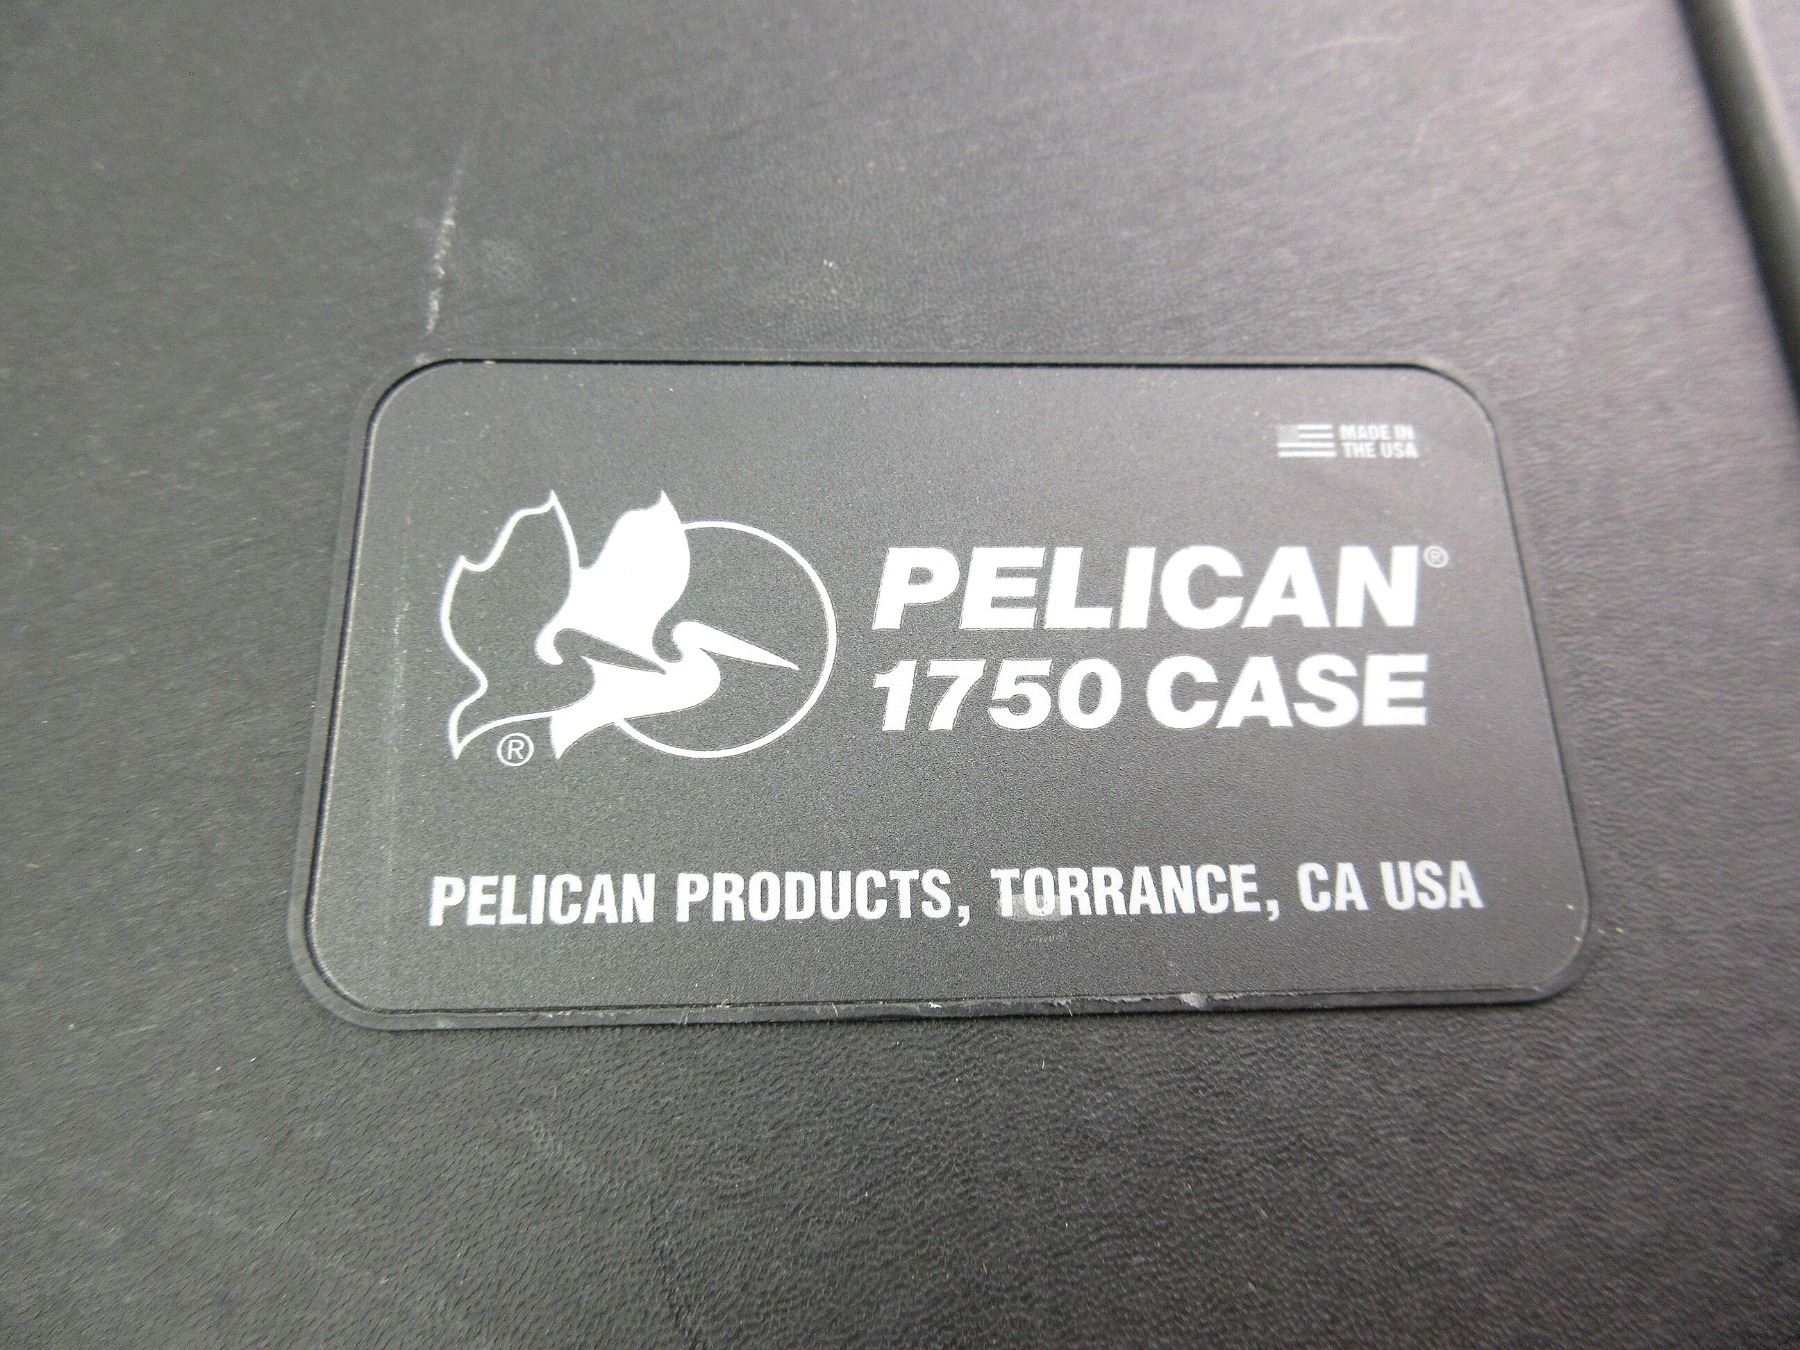 MADE IN
THE USA
PELICAN®
1750 CASE
®
PELICAN PRODUCTS, TORRANCE, CA USA